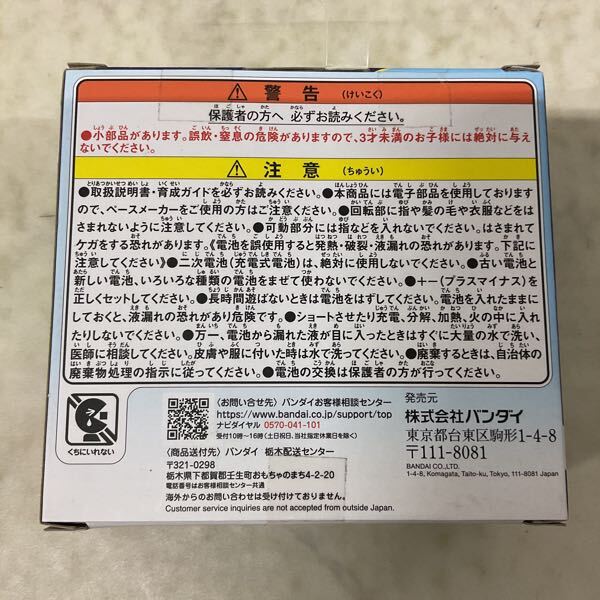 ⚠ 警告 (けいこく)
保護者の方へ 必ずお読みください。
●小部品があります。誤飲・窒息の危険がありますので、3才未満のお子様には絶対に与
えないでください。
⚠ 注意 (ちゅうい)
●取扱説明書・育成ガイドを必ずお読みください。●本商品には電子部品を使用しております
ので、ペースメーカーをご使用の方はご注意ください。●回転部に指や髪の毛や衣服などをは
さまれないように注意してください。●可動部分には指などを入れないでください。はさまれて
ケガをする恐れがあります。《電池を誤使用すると発熱・破裂・液漏れの恐れがあります。下記に
注意してください》●二次電池(充電式電池)は、絶対に使用しないでください。●古い電池と
新しい電池、いろいろな種類の電池をまぜて使わないでください。●+-(プラスマイナス)を
正しくセットしてください。●長時間遊ばないときは電池をはずしてください。電池を入れたままに
しておくと、液漏れの恐れがあり危険です。●ショートさせたり充電、分解、加熱、火の中に入れ
たりしないでください。●万一、電池から漏れた液が目に入ったときはすぐに大量の水で洗い、
医師に相談してください。皮膚や服に付いた時は水で洗ってください。●廃棄するときは、自治体の
廃棄物処理の指示に従ってください。●電池の交換は保護者の方が行ってください。
くちにいれない
〈お問い合せ先〉バンダイお客様相談センター
https://www.bandai.co.jp/support/top
ナビダイヤル 0570-041-101
受付10時～16時(土日祝日、当社指定休業日を除く)
〈商品送付先〉バンダイ 栃木配送センター
〒321-0298
栃木県下都賀郡壬生町おもちゃのまち4-2-20
電話番号はお客様相談センター共通
海外からのお問い合わせは受け付けておりません。
Customer service inquiries are not accepted from outside Japan.
発売元
株式会社バンダイ
東京都台東区駒形1-4-8
〒111-8081
BANDAI CO.,LTD.
1-4-8, Komagata, Taito-ku, Tokyo, 111-8081 Japan